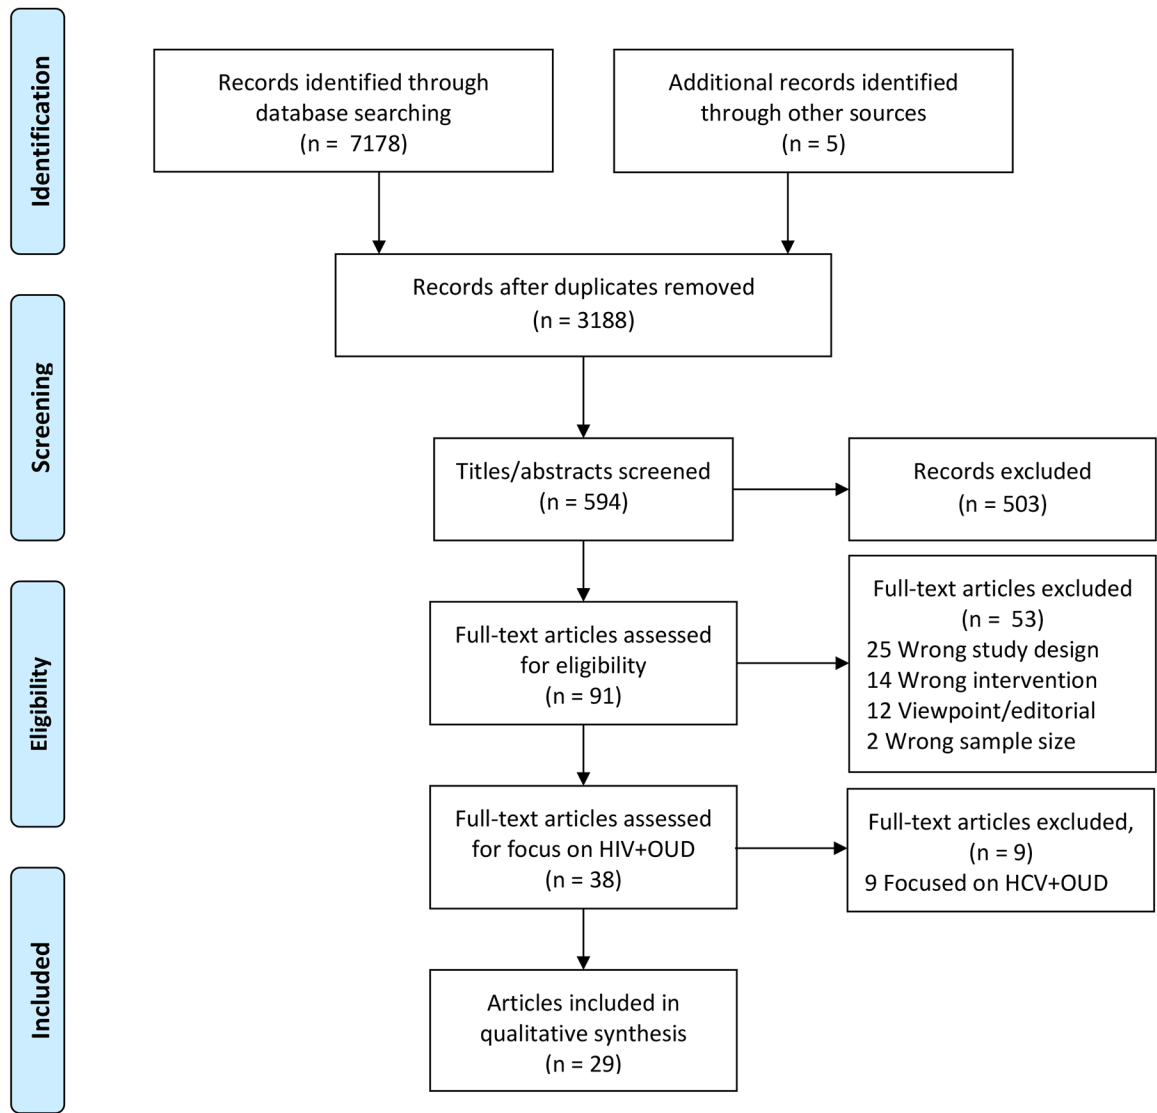 Identification
Records identified through
database searching
(n =  7178)
Additional records identified
through other sources
(n = 5)
Records after duplicates removed
(n = 3188)
Screening
Titles/abstracts screened
(n = 594)
Records excluded
(n = 503)
Eligibility
Full-text articles assessed
for eligibility
(n = 91)
Full-text articles excluded
(n =  53)
25 Wrong study design
14 Wrong intervention
12 Viewpoint/editorial
2 Wrong sample size
Full-text articles assessed
for focus on HIV+OUD
(n = 38)
Full-text articles excluded,
(n = 9)
9 Focused on HCV+OUD
Included
Articles included in
qualitative synthesis
(n = 29)